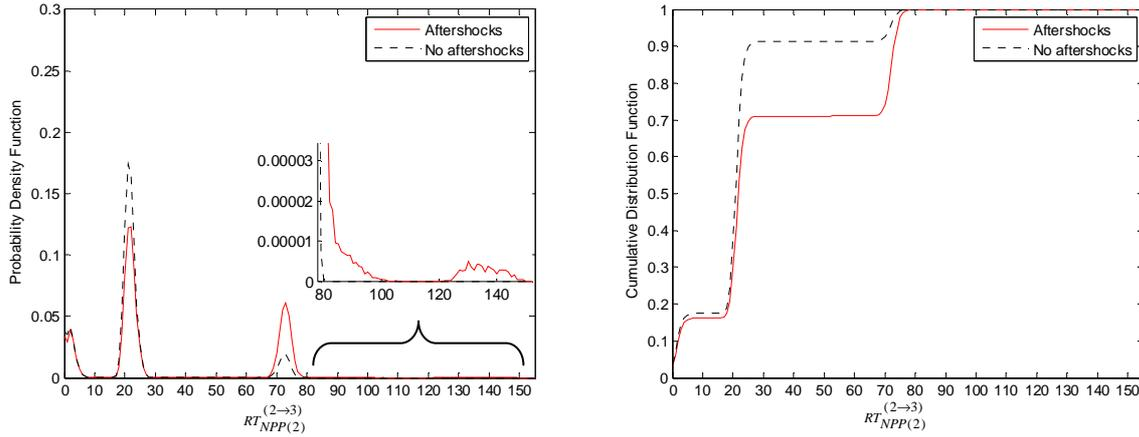 Probability Density Function
0.3
0.25
0.2
0.15
0.1
0.05
0
0 10 20 30 40 50 60 70 80 90 100 110 120 130 140 150
RT_{NPP(2)}^{(2→3)}
Aftershocks
No aftershocks
0.00003
0.00002
0.00001
0
80 100 120 140
Cumulative Distribution Function
1
0.9
0.8
0.7
0.6
0.5
0.4
0.3
0.2
0.1
0
0 10 20 30 40 50 60 70 80 90 100 110 120 130 140 150
RT_{NPP(2)}^{(2→3)}
Aftershocks
No aftershocks